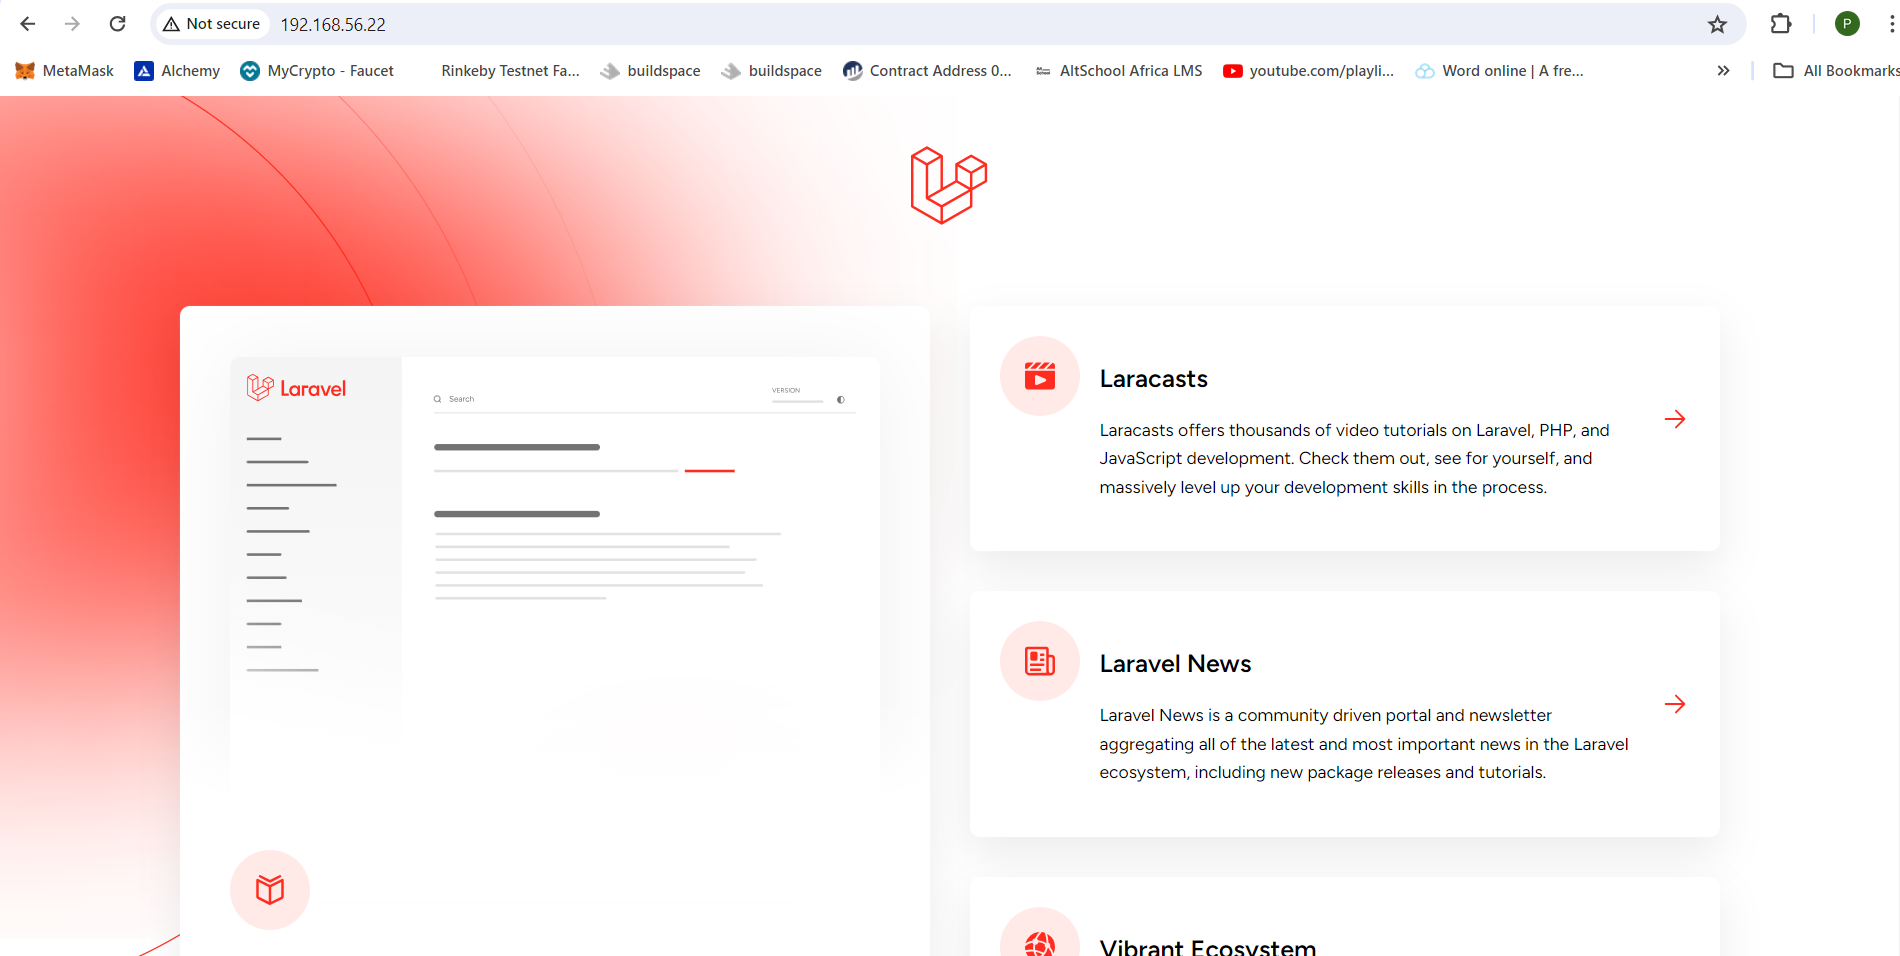 Not secure 192.168.56.22 P
MetaMask Alchemy MyCrypto - Faucet Rinkeby Testnet Fa... buildspace buildspace Contract Address 0... AltSchool Africa LMS youtube.com/playli... Word online | A fre... All Bookmarks
Laravel
Search VERSION
Laracasts
Laracasts offers thousands of video tutorials on Laravel, PHP, and
JavaScript development. Check them out, see for yourself, and
massively level up your development skills in the process.
Laravel News
Laravel News is a community driven portal and newsletter
aggregating all of the latest and most important news in the Laravel
ecosystem, including new package releases and tutorials.
Vibrant Ecosystem